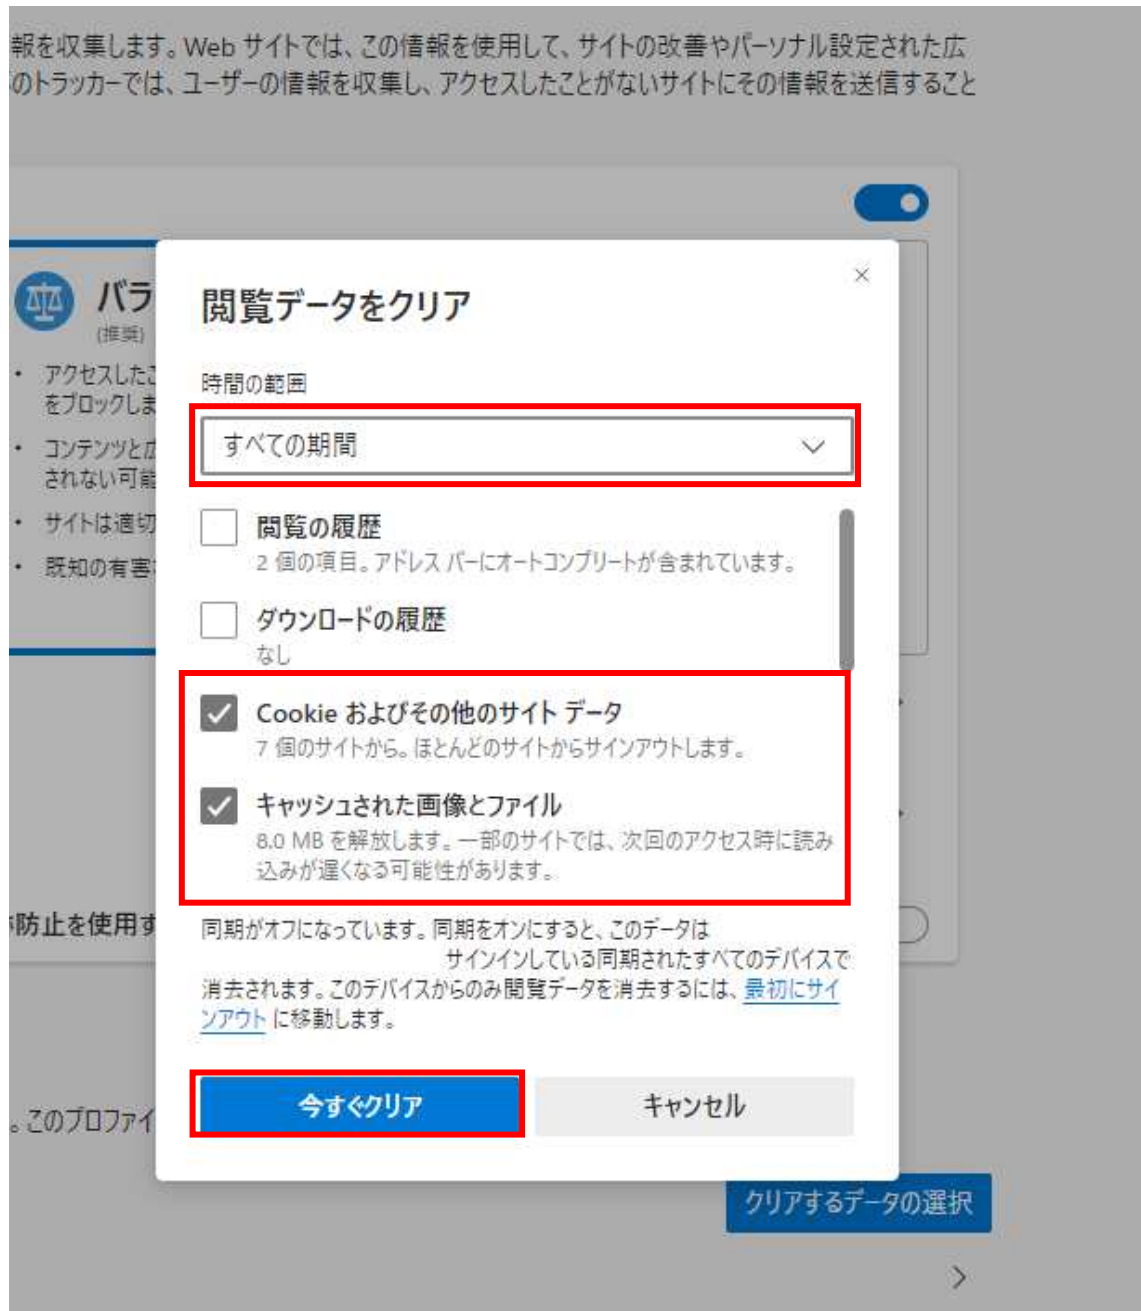 報を収集します。Web サイトでは、この情報を使用して、サイトの改善やパーソナル設定された広
のトラッカーでは、ユーザーの情報を収集し、アクセスしたことがないサイトにその情報を送信すること
バラ
(推奨)
• アクセスしたこ
をブロックしま
• コンテンツと広
されない可能
• サイトは適切
• 既知の有害
防止を使用す
。このプロファイ
閲覧データをクリア
時間の範囲
すべての期間
閲覧の履歴
2 個の項目。アドレス バーにオートコンプリートが含まれています。
ダウンロードの履歴
なし
Cookie およびその他のサイト データ
7 個のサイトから。ほとんどのサイトからサインアウトします。
キャッシュされた画像とファイル
8.0 MB を解放します。一部のサイトでは、次回のアクセス時に読み
込みが遅くなる可能性があります。
同期がオフになっています。同期をオンにすると、このデータは
サインインしている同期されたすべてのデバイスで
消去されます。このデバイスからのみ閲覧データを消去するには、最初にサイ
ンアウト に移動します。
今すぐクリア
キャンセル
クリアするデータの選択